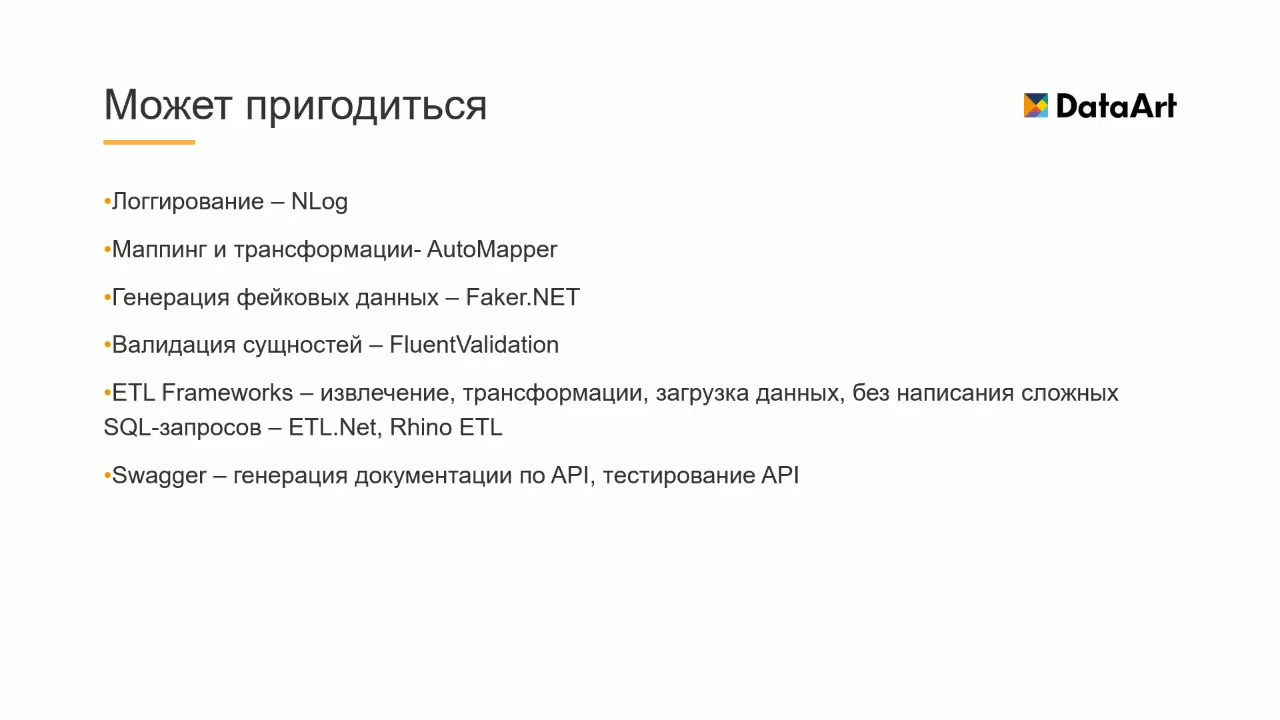 Может пригодиться
DataArt
•Логгирование – NLog
•Маппинг и трансформации- AutoMapper
•Генерация фейковых данных – Faker.NET
•Валидация сущностей – FluentValidation
•ETL Frameworks – извлечение, трансформации, загрузка данных, без написания сложных
SQL-запросов – ETL.Net, Rhino ETL
•Swagger – генерация документации по API, тестирование API